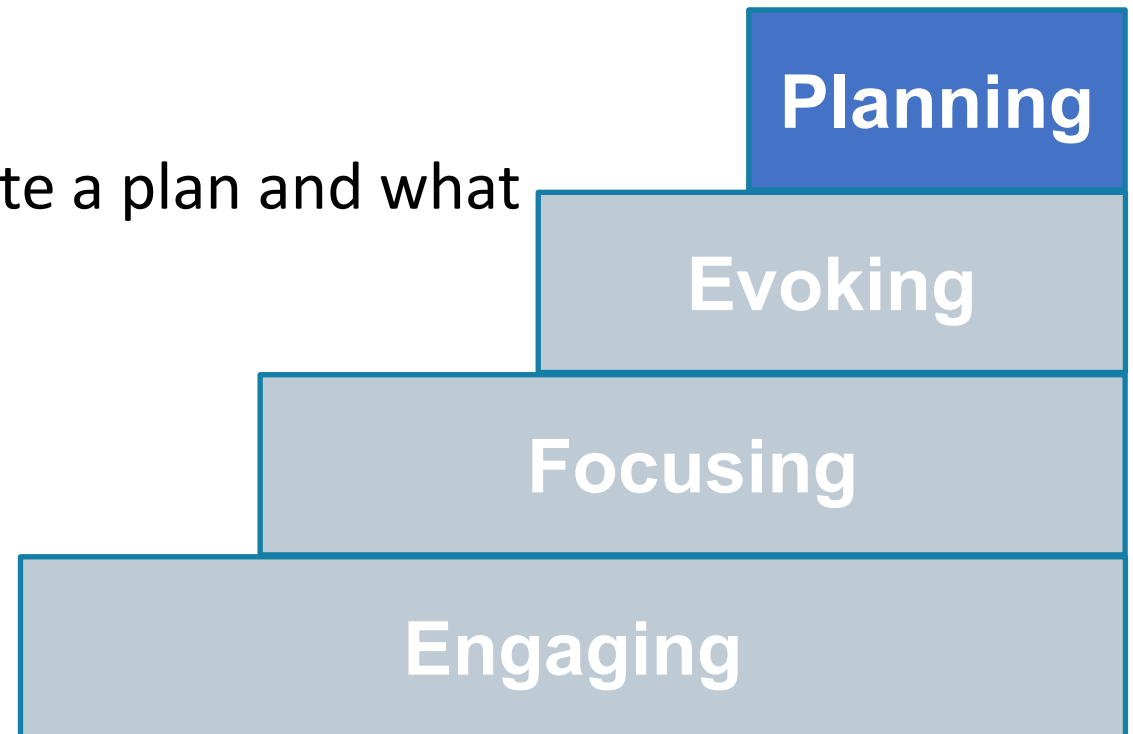 Planning
te a plan and what
Evoking
Focusing
Engaging